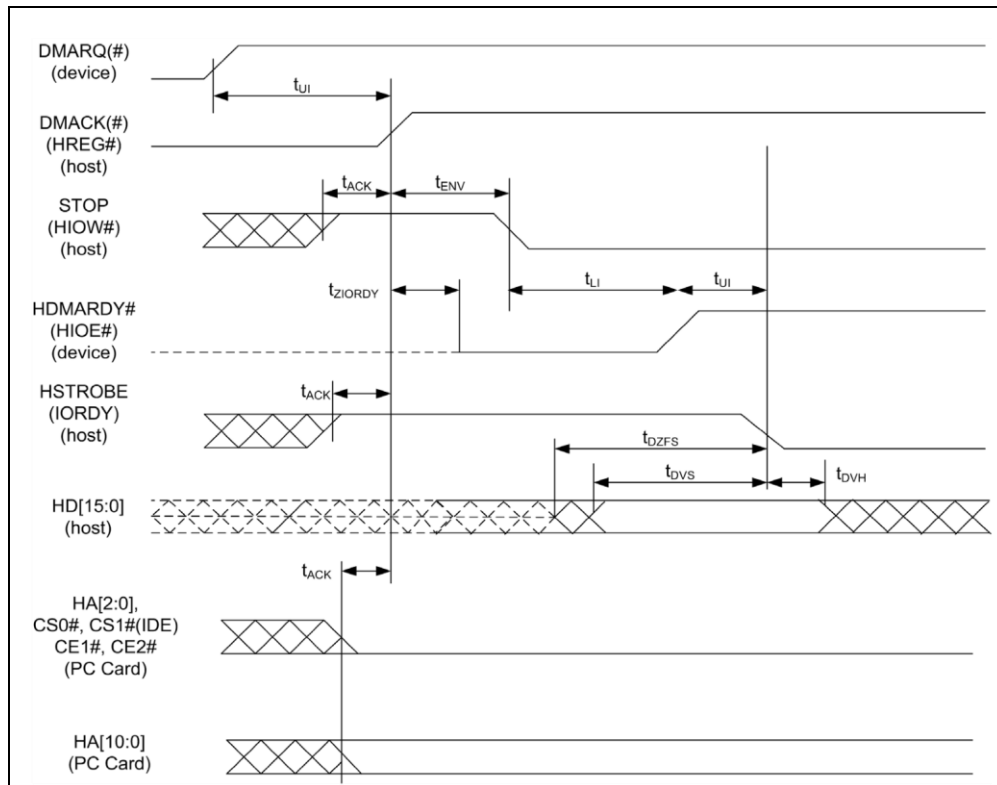 DMARQ(#)
(device)
tUI
DMACK(#)
(HREG#)
(host)
tACK
tENV
STOP
(HIOW#)
(host)
tZIORDY
tLI
tUI
HDMARDY#
(HIOE#)
(device)
tACK
HSTROBE
(IORDY)
(host)
tDZFS
tDVS
tDVH
HD[15:0]
(host)
tACK
HA[2:0],
CS0#, CS1#(IDE)
CE1#, CE2#
(PC Card)
HA[10:0]
(PC Card)